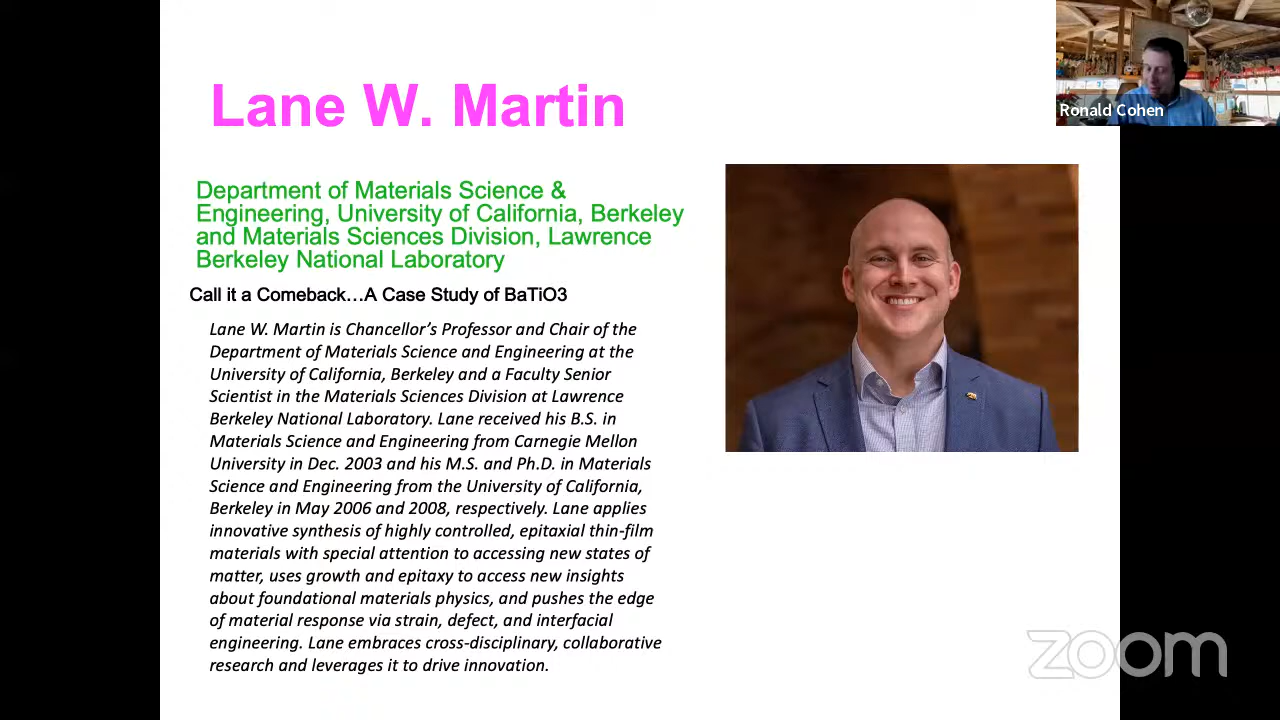 Lane W. Martin
Ronald Cohen
Department of Materials Science &
Engineering, University of California, Berkeley
and Materials Sciences Division, Lawrence
Berkeley National Laboratory
Call it a Comeback…A Case Study of BaTiO3
Lane W. Martin is Chancellor’s Professor and Chair of the
Department of Materials Science and Engineering at the
University of California, Berkeley and a Faculty Senior
Scientist in the Materials Sciences Division at Lawrence
Berkeley National Laboratory. Lane received his B.S. in
Materials Science and Engineering from Carnegie Mellon
University in Dec. 2003 and his M.S. and Ph.D. in Materials
Science and Engineering from the University of California,
Berkeley in May 2006 and 2008, respectively. Lane applies
innovative synthesis of highly controlled, epitaxial thin-film
materials with special attention to accessing new states of
matter, uses growth and epitaxy to access new insights
about foundational materials physics, and pushes the edge
of material response via strain, defect, and interfacial
engineering. Lane embraces cross-disciplinary, collaborative
research and leverages it to drive innovation.
zoom